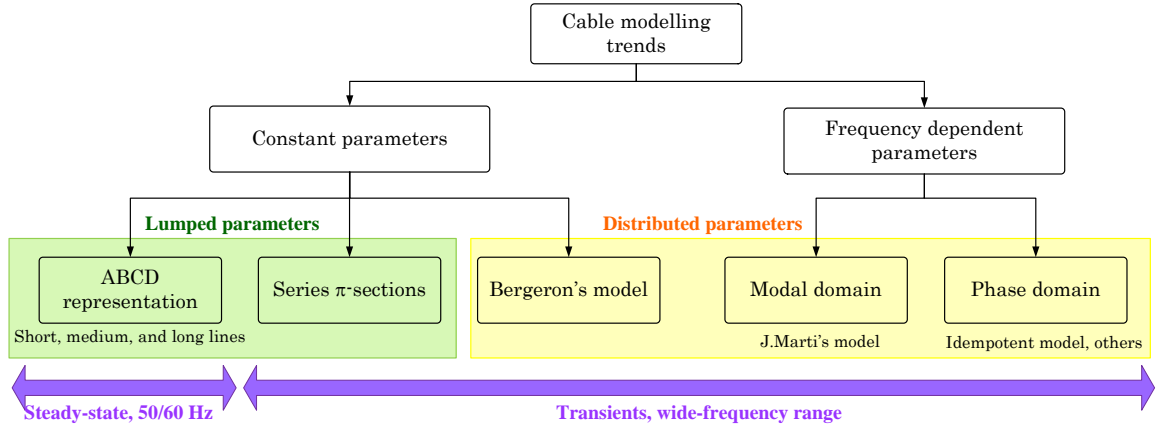 Cable modelling
trends
Constant parameters
Frequency dependent
parameters
Lumped parameters
Distributed parameters
ABCD
representation
Series π-sections
Bergeron's model
Modal domain
Phase domain
Short, medium, and long lines
J.Marti's model
Idempotent model, others
Steady-state, 50/60 Hz
Transients, wide-frequency range